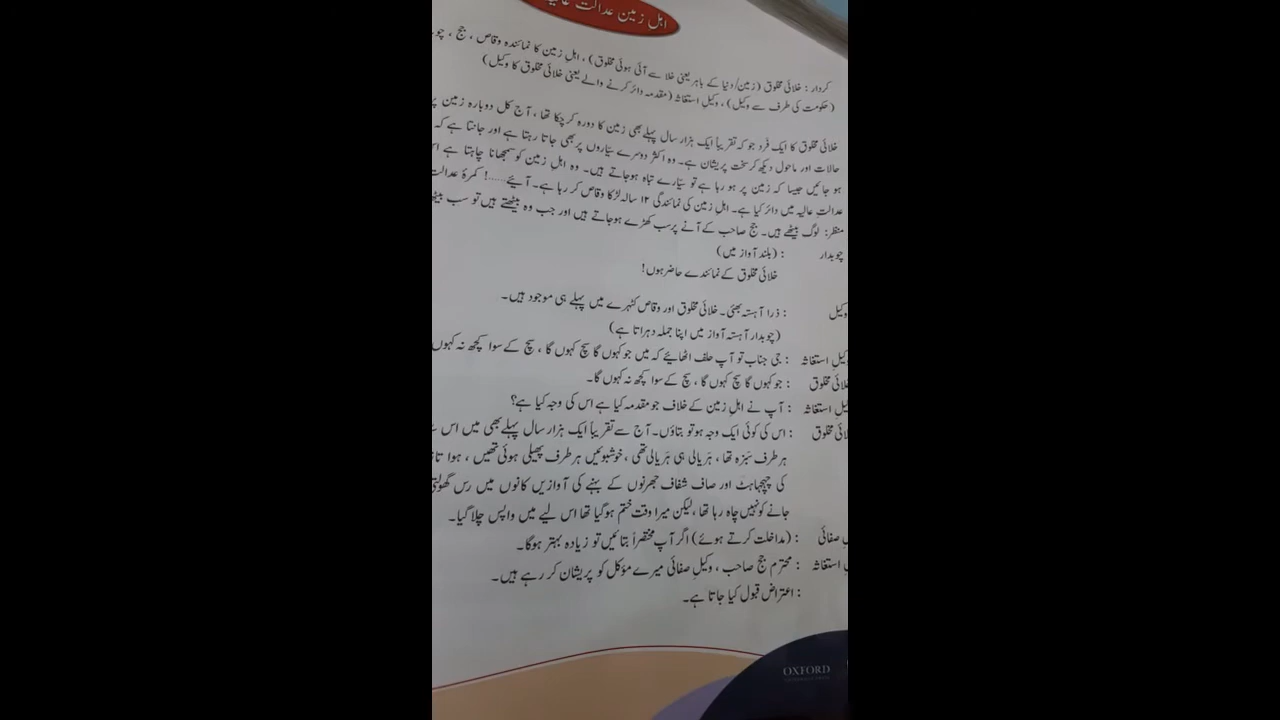 اہل زمین عدالت عالیہ
کردار : خلائی مخلوق (زمین/دنیا کے باہر یعنی خلا سے آئی ہوئی مخلوق) ، اہلِ زمین کا نمائندہ وقاص ، جج ،
(حکومت کی طرف سے وکیل) ، وکیلِ استغاثہ (مقدمہ دائر کرنے والے یعنی خلائی مخلوق کا وکیل)
خلائی مخلوق کا ایک فرد جو کہ تقریباً ایک ہزار سال پہلے بھی زمین کا دورہ کر چکا تھا ، آج کل دوبارہ زمین
حالات اور ماحول دیکھ کر سخت پریشان ہے۔ وہ اکثر دوسرے سیّاروں پر بھی جاتا رہتا ہے اور جانتا ہے کہ
ہو جائیں جیسا کہ زمین پر ہو رہا ہے تو سیّارے تباہ ہو جاتے ہیں۔ وہ اہلِ زمین کو سمجھانا چاہتا ہے
عدالتِ عالیہ میں دائر کیا ہے۔ اہلِ زمین کی نمائندگی ۱۲ سالہ لڑکا وقاص کر رہا ہے۔ آیئے.....! کمرۂ عدالت
منظر: لوگ بیٹھے ہیں۔ جج صاحب کے آنے پر سب کھڑے ہوجاتے ہیں اور جب وہ بیٹھتے ہیں تو سب
چوبدار : (بلند آواز میں)
خلائی مخلوق کے نمائندے حاضر ہوں!
وکیل : ذرا آہستہ بھئی۔ خلائی مخلوق اور وقاص کٹہرے میں پہلے ہی موجود ہیں۔
(چوبدار آہستہ آواز میں اپنا جملہ دہراتا ہے)
وکیلِ استغاثہ : جی جناب تو آپ حلف اٹھائیے کہ میں جو کہوں گا سچ کہوں گا ، سچ کے سوا کچھ نہ کہوں
خلائی مخلوق : جو کہوں گا سچ کہوں گا ، سچ کے سوا کچھ نہ کہوں گا۔
وکیلِ استغاثہ : آپ نے اہلِ زمین کے خلاف جو مقدمہ کیا ہے اس کی وجہ کیا ہے؟
خلائی مخلوق : اس کی کوئی ایک وجہ ہو تو بتاؤں۔ آج سے تقریباً ایک ہزار سال پہلے بھی میں اس
ہر طرف سبزہ تھا ، ہریالی ہی ہریالی تھی ، خوشبوئیں ہر طرف پھیلی ہوئی تھیں ، ہوا
کی چہچہاہٹ اور صاف شفاف جھرنوں کے بہنے کی آوازیں کانوں میں رس گھولتی
جانے کو نہیں چاہ رہا تھا ، لیکن میرا وقت ختم ہوگیا تھا اس لیے میں واپس چلا گیا۔
صفائی : (مداخلت کرتے ہوئے) اگر آپ مختصراً بتائیں تو زیادہ بہتر ہوگا۔
استغاثہ : محترم جج صاحب ، وکیلِ صفائی میرے مؤکل کو پریشان کر رہے ہیں۔
: اعتراض قبول کیا جاتا ہے۔
OXFORD